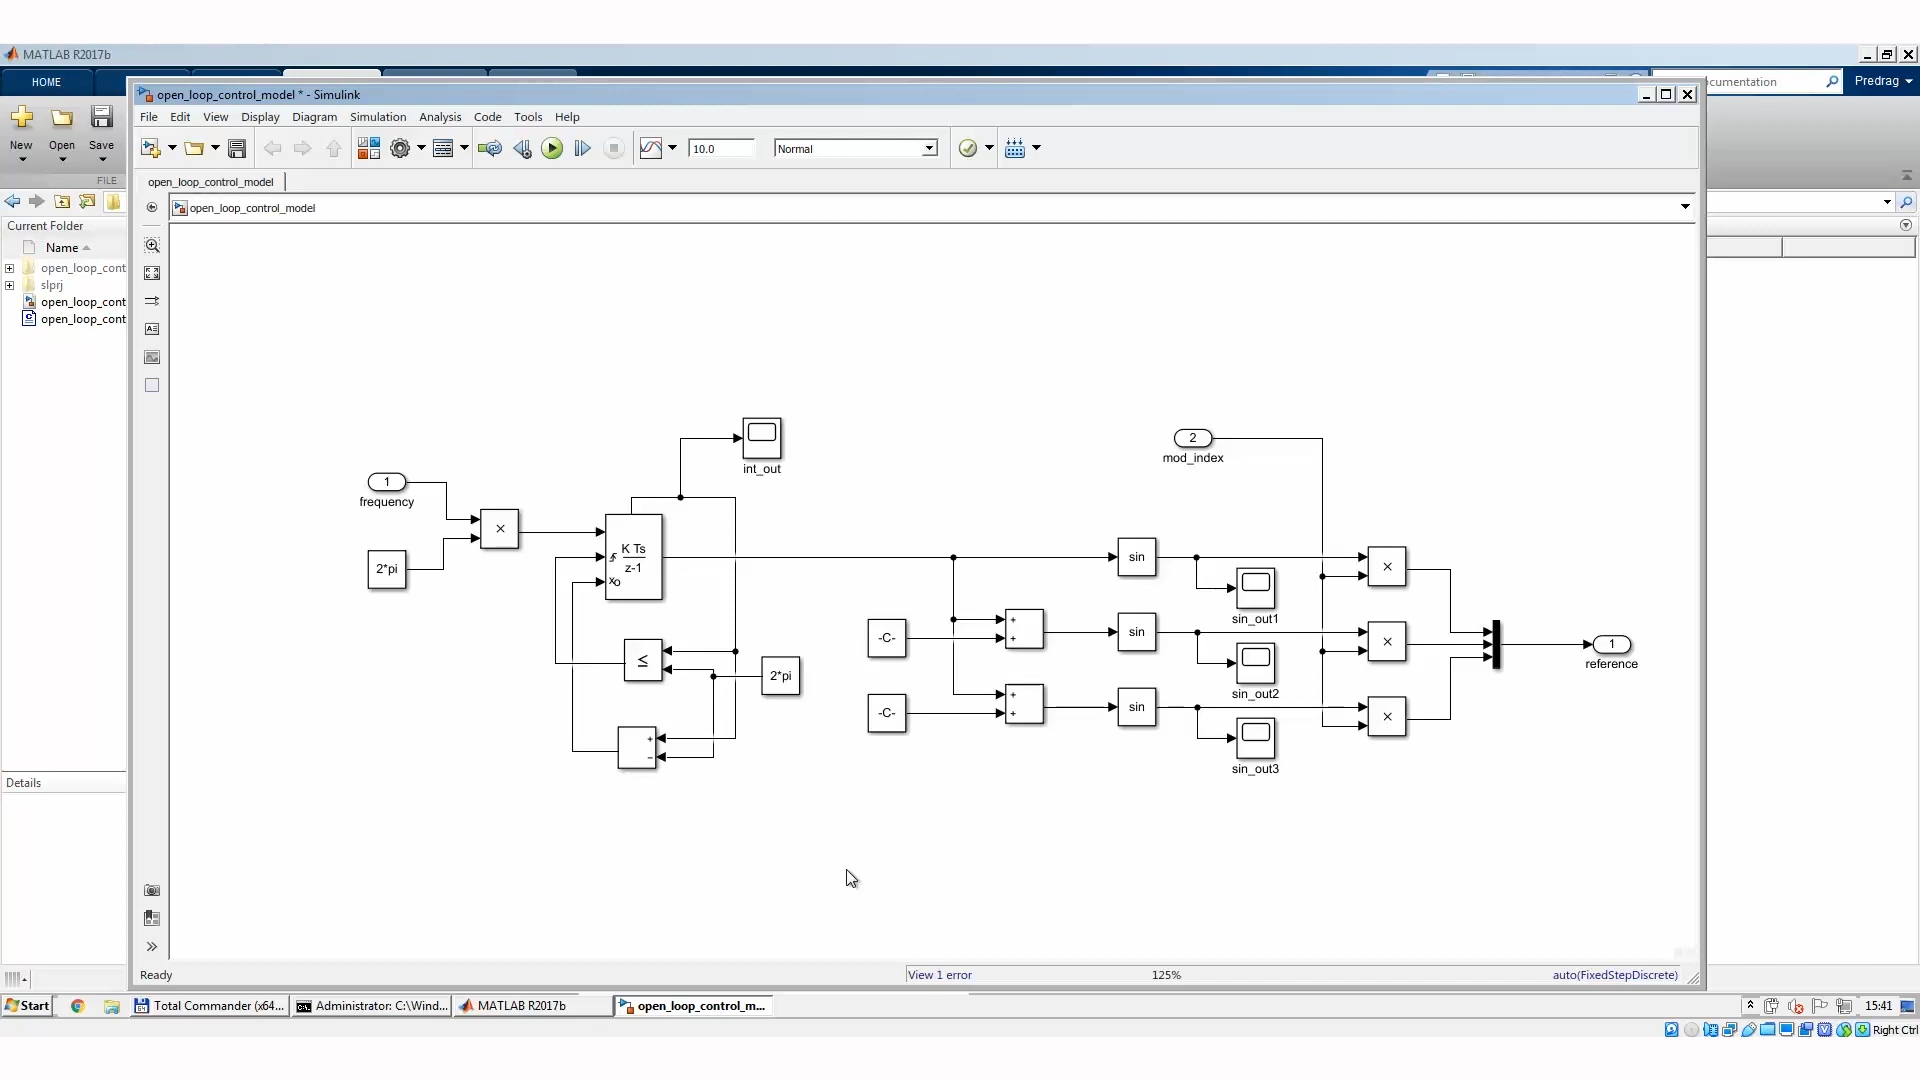 MATLAB R2017b
HOME
cumentation
Predrag
open_loop_control_model * - Simulink
File Edit View Display Diagram Simulation Analysis Code Tools Help
New
Open
Save
10.0
Normal
FILE
open_loop_control_model
open_loop_control_model
Current Folder
Name
open_loop_cont
slprj
open_loop_cont
open_loop_cont
int_out
2
mod_index
1
frequency
×
2*pi
K Ts
z-1
xo
sin
×
sin_out1
-C-
+
+
sin
×
≤
2*pi
sin_out2
1
reference
-C-
+
+
sin
×
+
−
sin_out3
Details
Ready
View 1 error
125%
auto(FixedStepDiscrete)
Start
Total Commander (x64...
Administrator: C:\Wind...
MATLAB R2017b
open_loop_control_m...
15:41
Right Ctrl